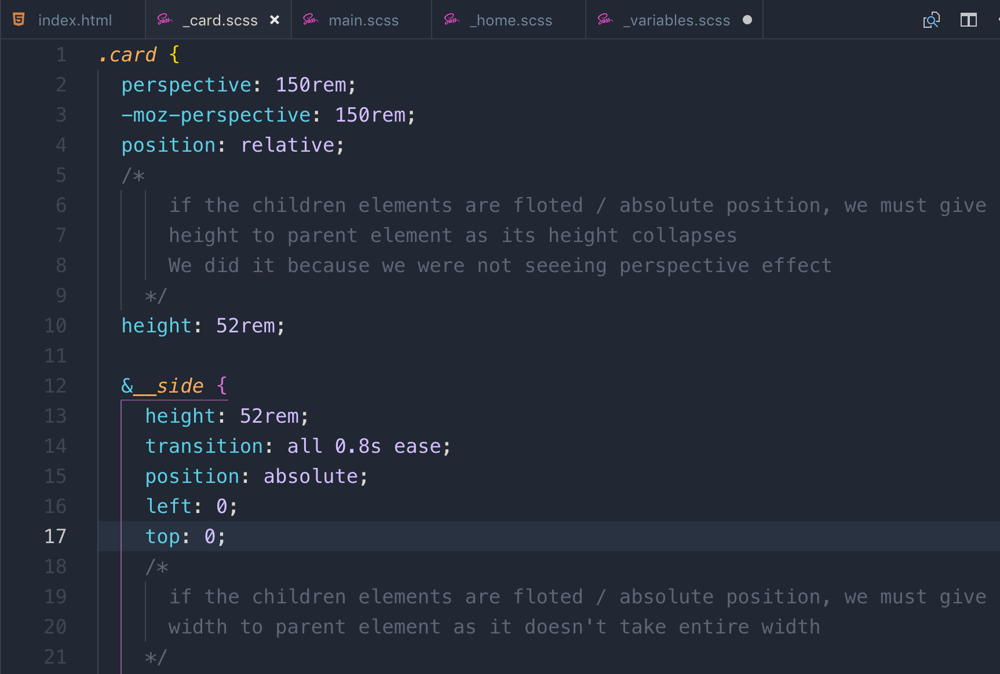 index.html _card.scss × main.scss _home.scss _variables.scss
1 .card {
2 perspective: 150rem;
3 -moz-perspective: 150rem;
4 position: relative;
5 /*
6 if the children elements are floted / absolute position, we must give
7 height to parent element as its height collapses
8 We did it because we were not seeeing perspective effect
9 */
10 height: 52rem;
11
12 &__side {
13 height: 52rem;
14 transition: all 0.8s ease;
15 position: absolute;
16 left: 0;
17 top: 0;
18 /*
19 if the children elements are floted / absolute position, we must give
20 width to parent element as it doesn't take entire width
21 */